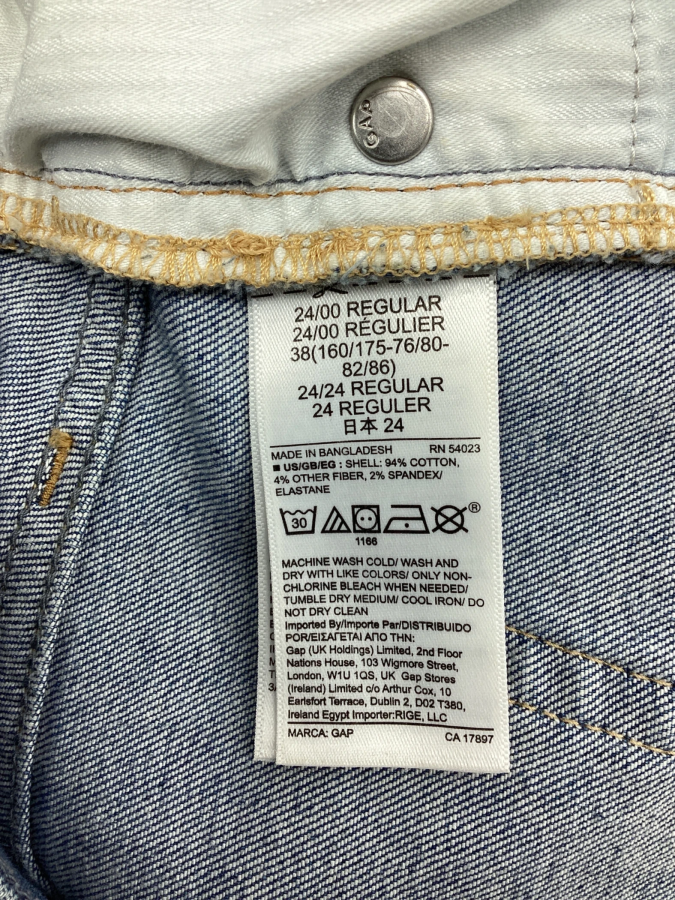 GAP
24/00 REGULAR
24/00 RÉGULIER
38(160/175-76/80-
82/86)
24/24 REGULAR
24 REGULER
日本 24
MADE IN BANGLADESH RN 54023
■ US/GB/EG : SHELL: 94% COTTON,
4% OTHER FIBER, 2% SPANDEX/
ELASTANE
30 ®
1166
MACHINE WASH COLD/ WASH AND
DRY WITH LIKE COLORS/ ONLY NON-
CHLORINE BLEACH WHEN NEEDED/
TUMBLE DRY MEDIUM/ COOL IRON/ DO
NOT DRY CLEAN
Imported By/Importe Par/DISTRIBUIDO
POR/ΕΙΣΑΓΕΤΑΙ ΑΠΟ ΤΗΝ:
Gap (UK Holdings) Limited, 2nd Floor
Nations House, 103 Wigmore Street,
London, W1U 1QS, UK Gap Stores
(Ireland) Limited c/o Arthur Cox, 10
Earlsfort Terrace, Dublin 2, D02 T380,
Ireland Egypt Importer:RIGE, LLC
MARCA: GAP CA 17897